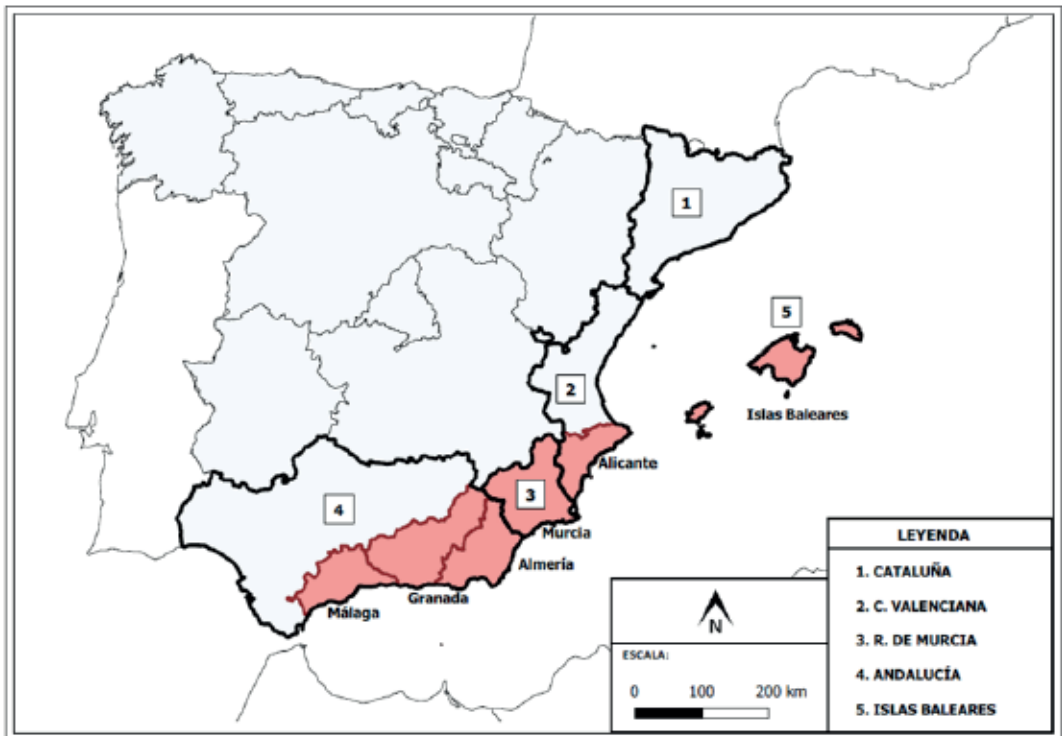 1
5
Islas Baleares
2
Alicante
3
4
Murcia
Almería
Granada
Málaga
N
ESCALA:
0 100 200 km
LEYENDA
1. CATALUÑA
2. C. VALENCIANA
3. R. DE MURCIA
4. ANDALUCÍA
5. ISLAS BALEARES